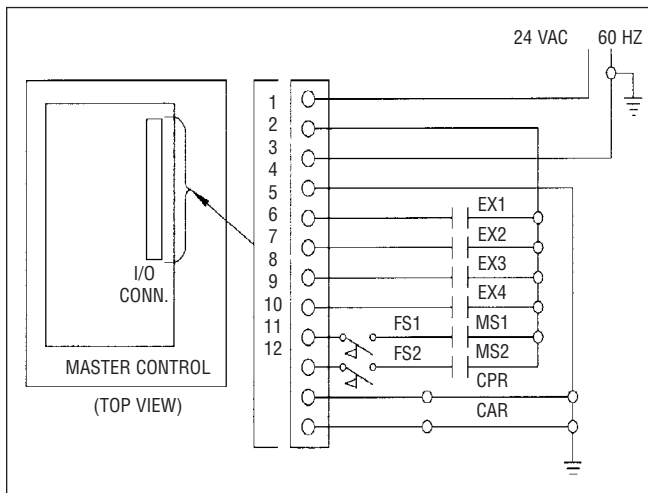 24 VAC 60 HZ
1
2
3
4
5
6
7
8
9
10
11
12
EX1
EX2
EX3
EX4
FS1 MS1
FS2 MS2
CPR
CAR
I/O
CONN.
MASTER CONTROL
(TOP VIEW)